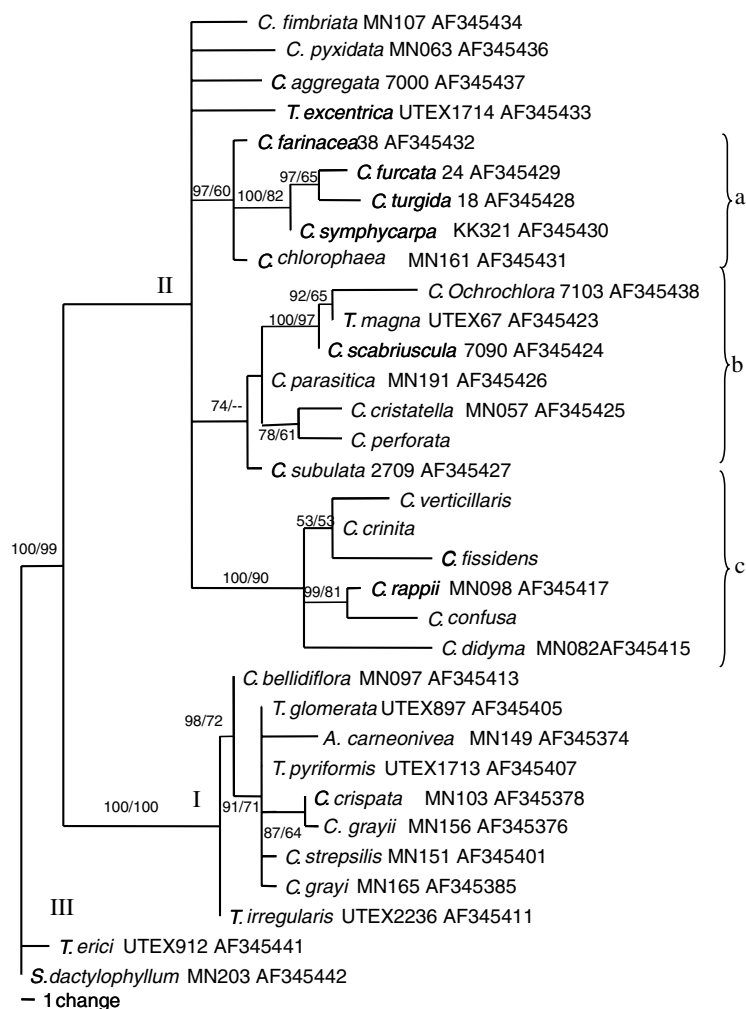 C. fimbriata MN107 AF345434
C. pyxidata MN063 AF345436
C. aggregata 7000 AF345437
T. excentrica UTEX1714 AF345433
C. farinacea38 AF345432
97/65 C. furcata 24 AF345429
97/60 100/82 C. turgida 18 AF345428 a
C. symphycarpa KK321 AF345430
C. chlorophaea MN161 AF345431
II
92/65 C. Ochrochlora 7103 AF345438
100/97 T. magna UTEX67 AF345423
C. scabriuscula 7090 AF345424 b
C. parasitica MN191 AF345426
74/-- C. cristatella MN057 AF345425
78/61 C. perforata
C. subulata 2709 AF345427
C. verticillaris
53/53 C. crinita
100/99 C. fissidens
100/90 c
99/81 C. rappii MN098 AF345417
C. confusa
C. didyma MN082AF345415
C. bellidiflora MN097 AF345413
T. glomerata UTEX897 AF345405
98/72 A. carneonivea MN149 AF345374
T. pyriformis UTEX1713 AF345407
100/100 I 91/71 C. crispata MN103 AF345378
87/64 C. grayii MN156 AF345376
C. strepsilis MN151 AF345401
C. grayi MN165 AF345385
III T. irregularis UTEX2236 AF345411
T. erici UTEX912 AF345441
S. dactylophyllum MN203 AF345442
1 change